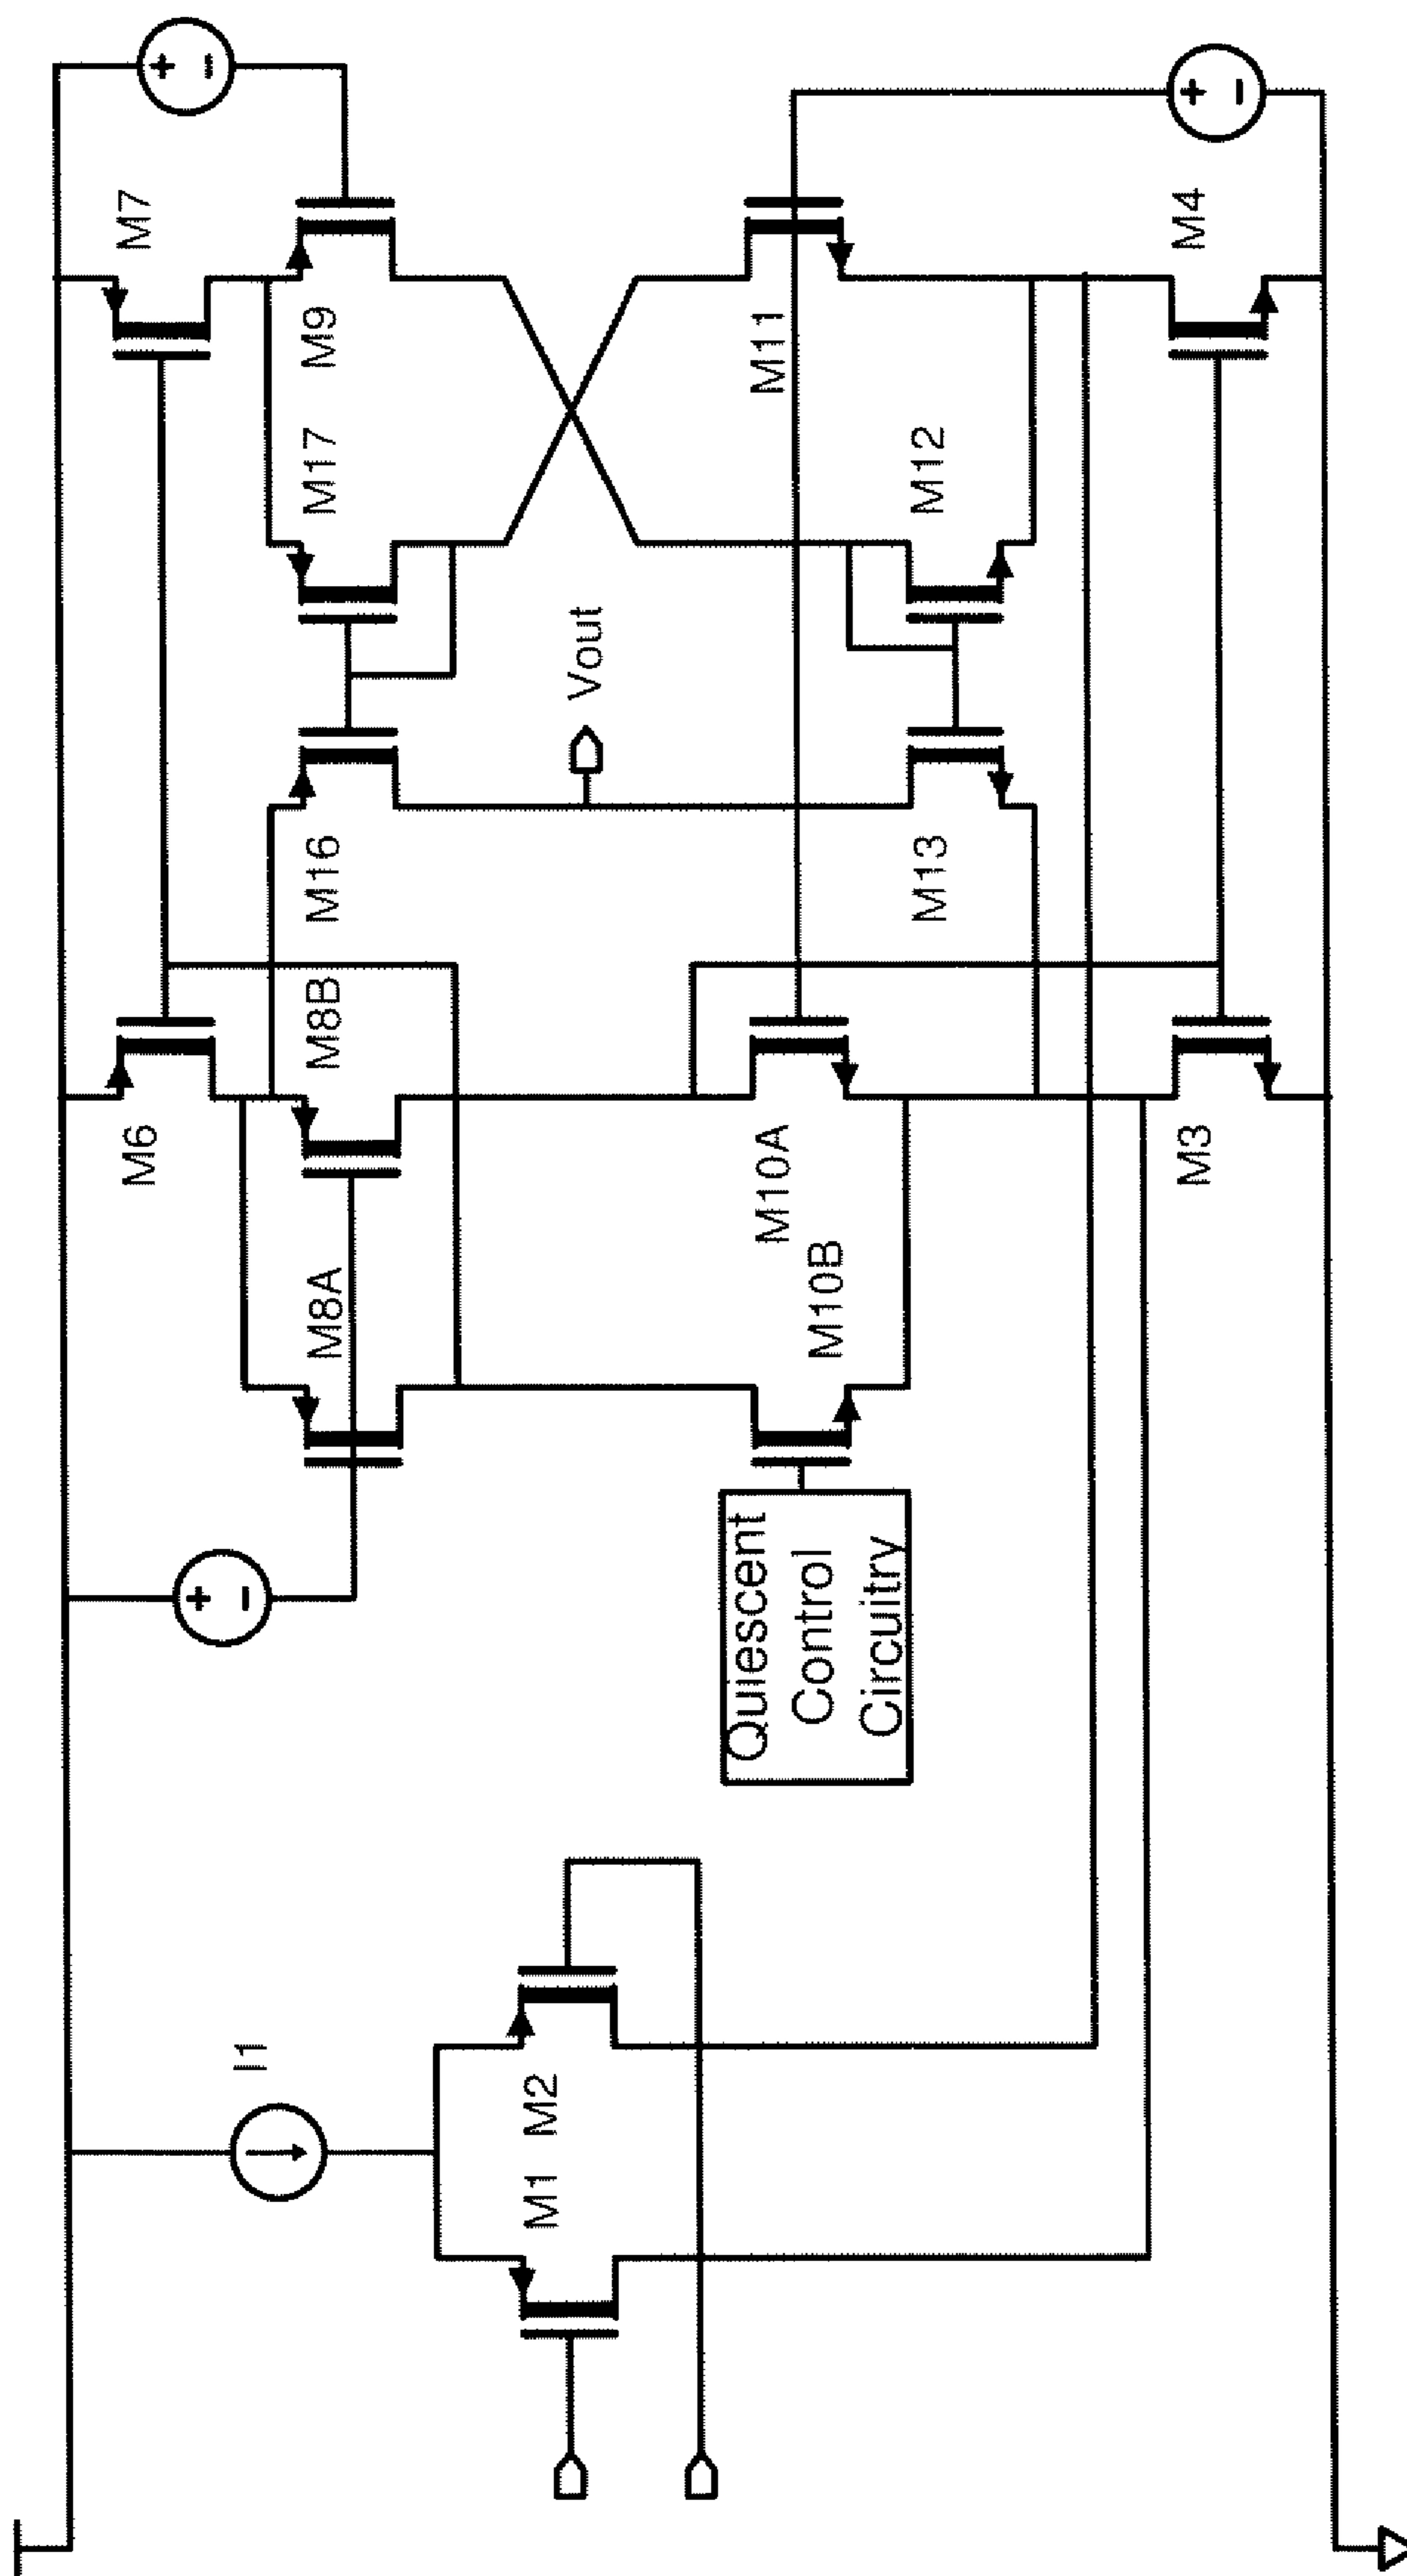 I1
M1
M2
Quiescent
Control
Circuitry
M8A
M10B
M6
M8B
M10A
M3
M16
M13
Vout
M17
M12
M7
M9
M11
M4